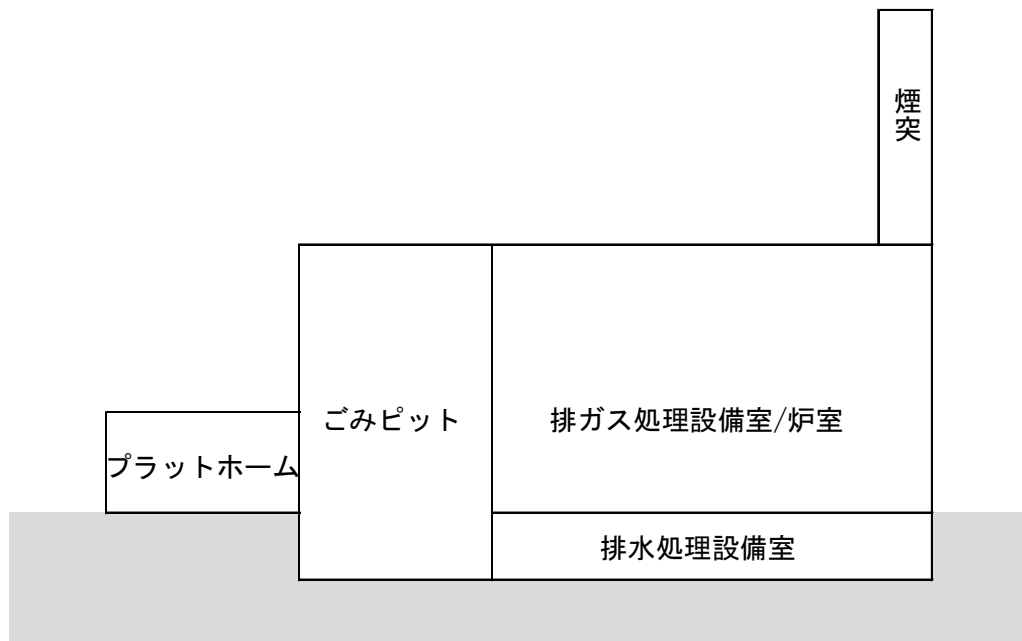 煙突
ごみピット
排ガス処理設備室/炉室
プラットホーム
排水処理設備室